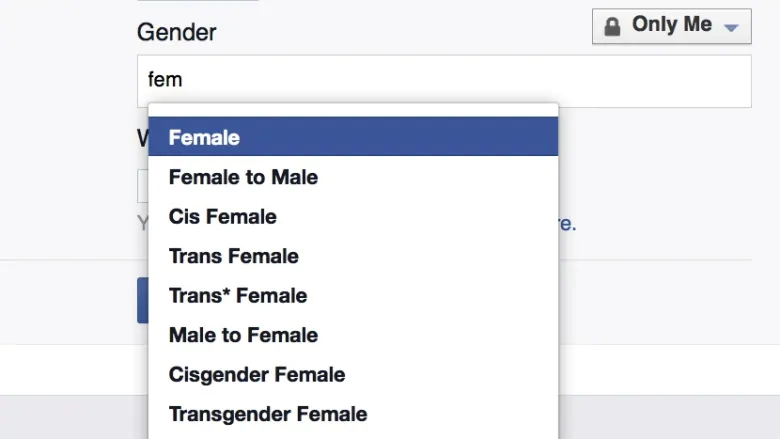 Gender
Only Me
fem
Female
Female to Male
Cis Female
Trans Female
re.
Trans* Female
Male to Female
Cisgender Female
Transgender Female